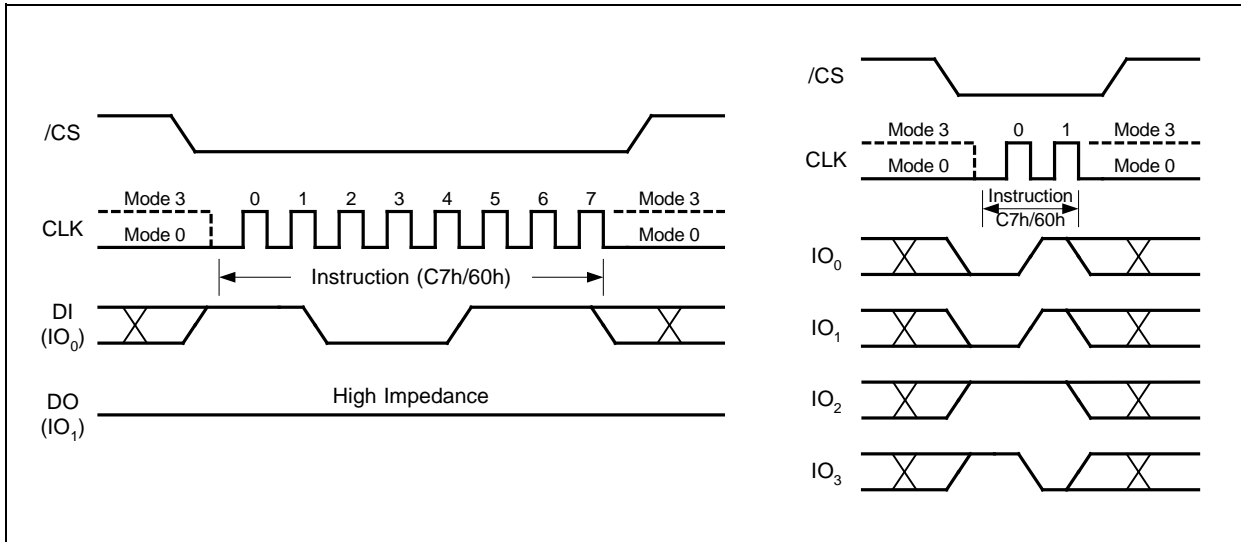 /CS
Mode 3 0 1 2 3 4 5 6 7 Mode 3
CLK
Mode 0 Mode 0
Instruction (C7h/60h)
DI
(IO0)
High Impedance
DO
(IO1)
/CS
Mode 3 0 1 Mode 3
CLK
Mode 0 Mode 0
Instruction
C7h/60h
IO0
IO1
IO2
IO3